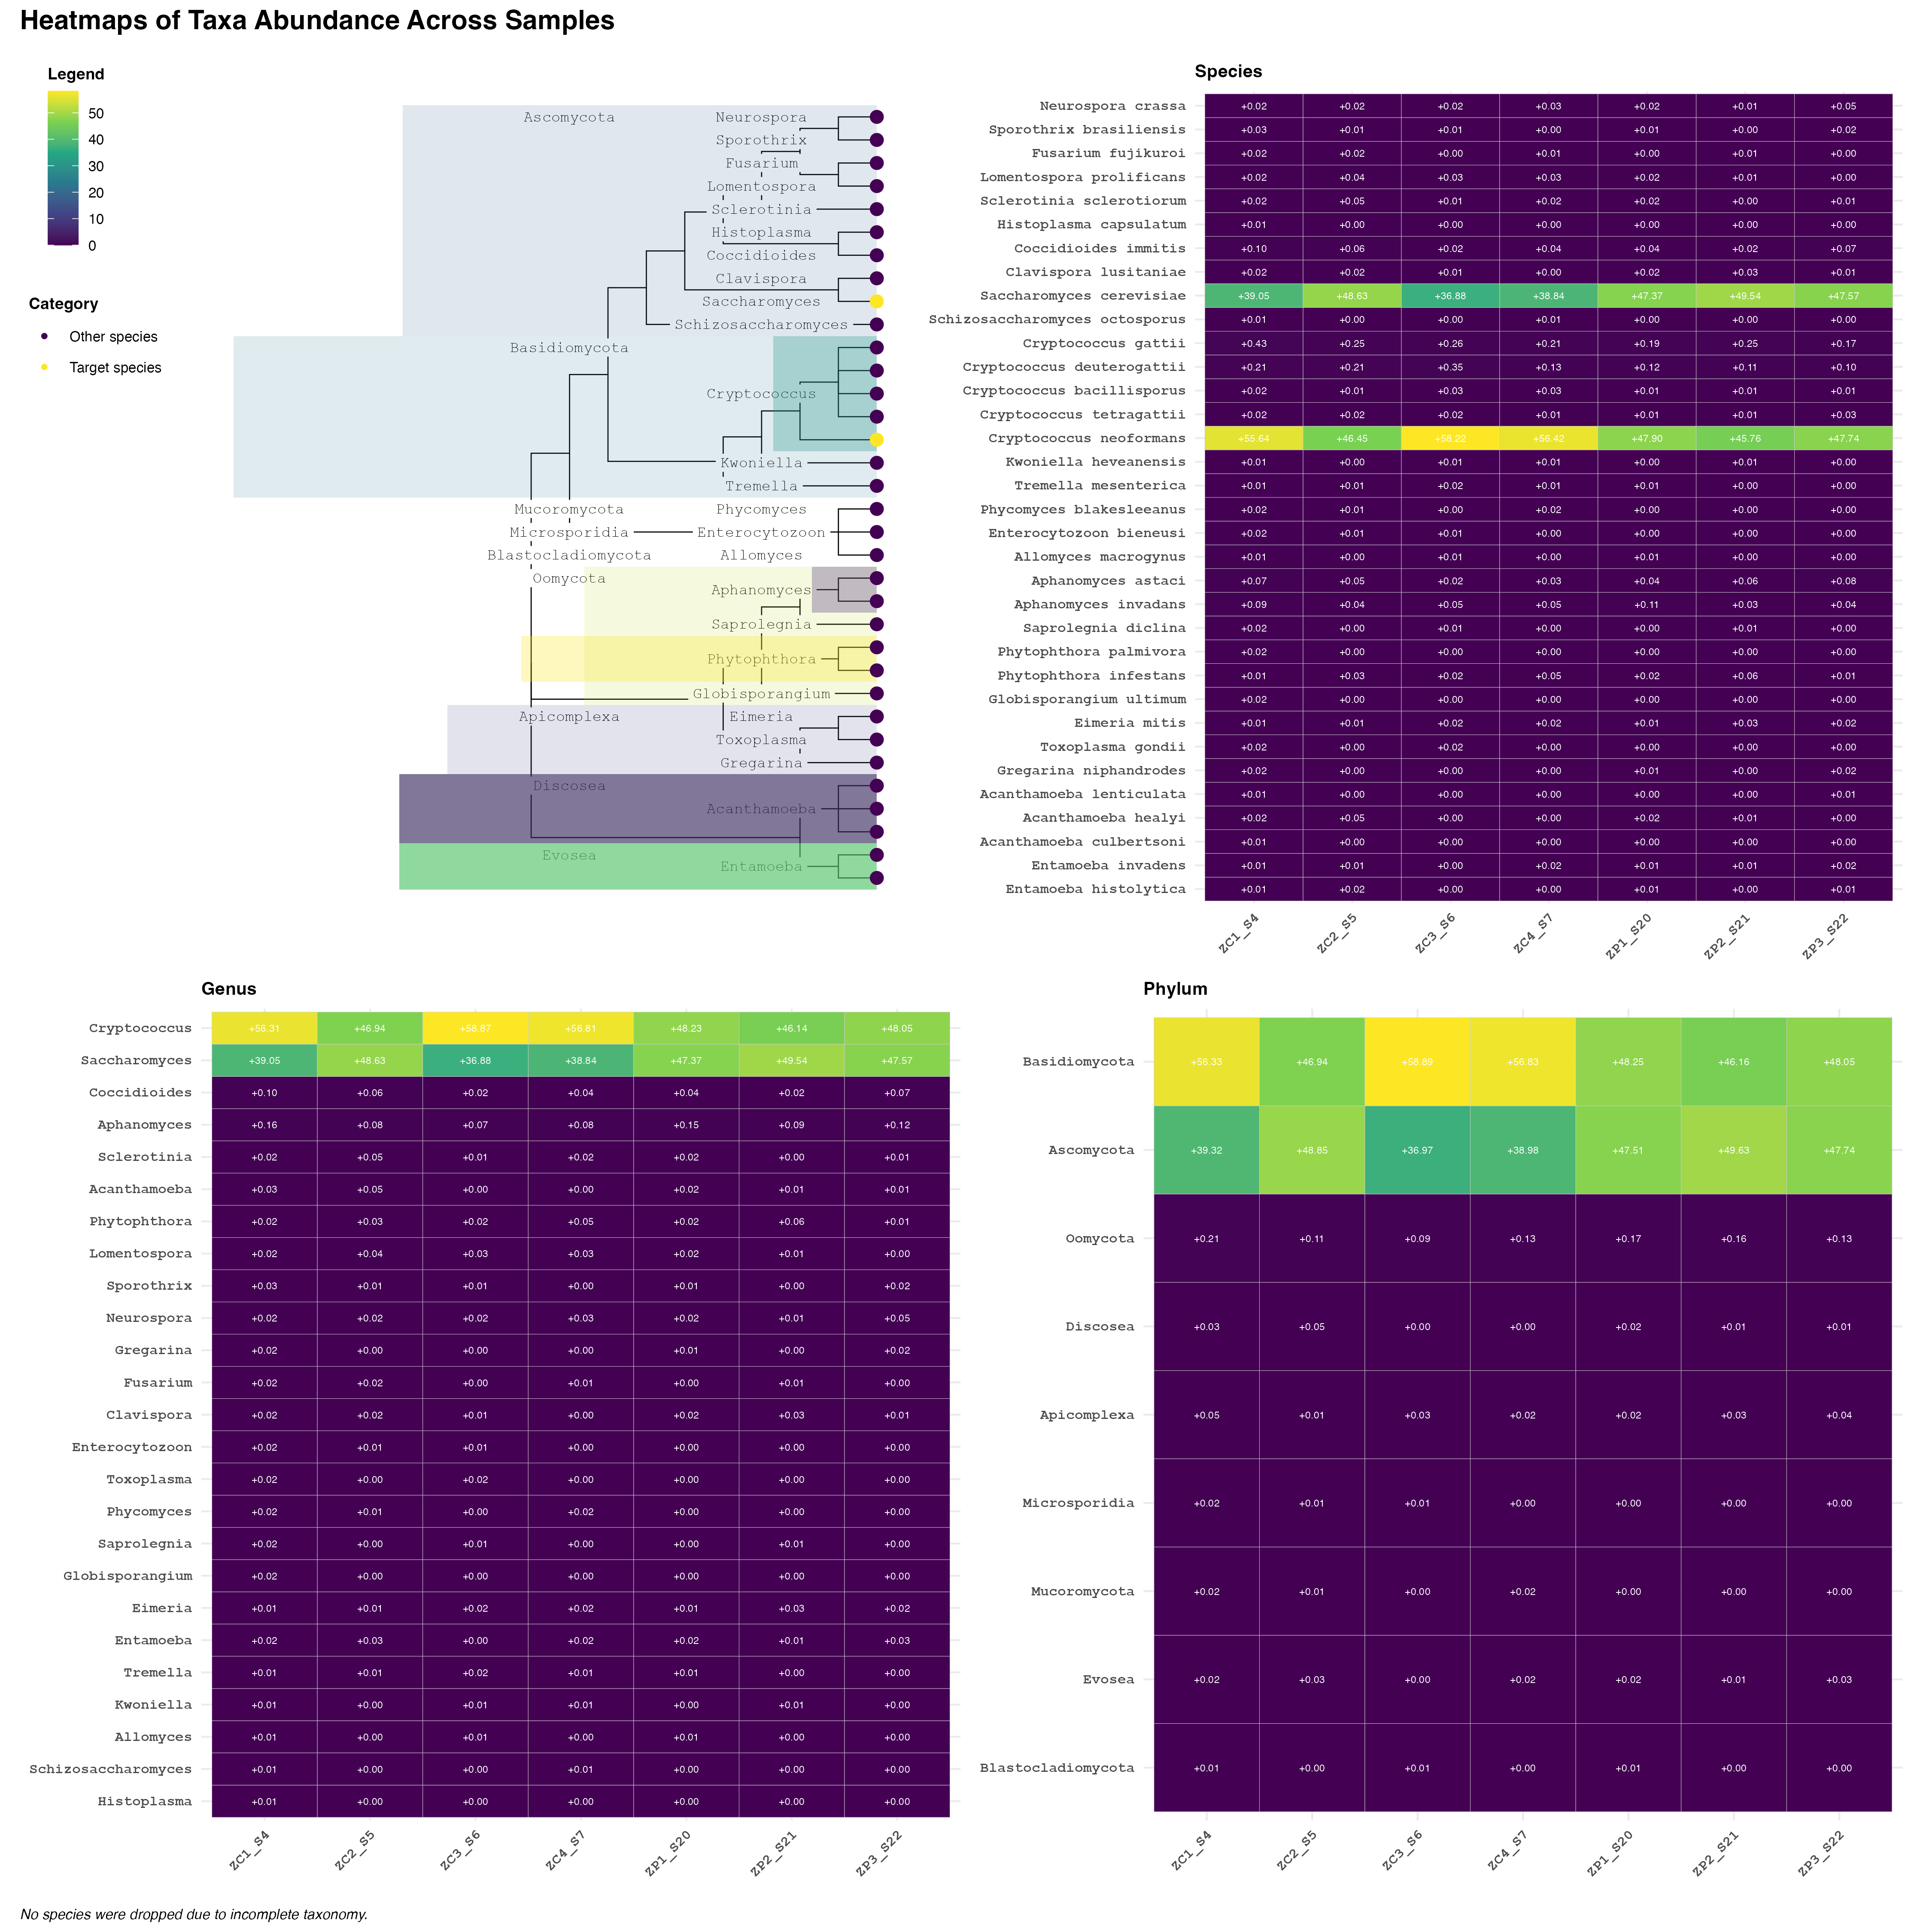 Heatmaps of Taxa Abundance Across Samples
Legend
50
40
30
20
10
0
Category
Other species
Target species
Ascomycota Neurospora
Sporothrix
Fusarium
Lomentospora
Sclerotinia
Histoplasma
Coccidioides
Clavispora
Saccharomyces
Schizosaccharomyces
Basidiomycota
Cryptococcus
Kwoniella
Tremella
Mucoromycota Phycomyces
Microsporidia Enterocytozoon
Blastocladiomycota Allomyces
Oomycota
Aphanomyces
Saprolegnia
Phytophthora
Globisporangium
Apicomplexa Eimeria
Toxoplasma
Gregarina
Discosea
Acanthamoeba
Evosea
Entamoeba
Species
Neurospora crassa +0.02 +0.02 +0.02 +0.03 +0.02 +0.01 +0.05
Sporothrix brasiliensis +0.03 +0.01 +0.01 +0.00 +0.01 +0.00 +0.02
Fusarium fujikuroi +0.02 +0.02 +0.00 +0.01 +0.00 +0.01 +0.00
Lomentospora prolificans +0.02 +0.04 +0.03 +0.03 +0.02 +0.01 +0.00
Sclerotinia sclerotiorum +0.02 +0.05 +0.01 +0.02 +0.02 +0.00 +0.01
Histoplasma capsulatum +0.01 +0.00 +0.00 +0.00 +0.00 +0.00 +0.00
Coccidioides immitis +0.10 +0.06 +0.02 +0.04 +0.04 +0.02 +0.07
Clavispora lusitaniae +0.02 +0.02 +0.01 +0.00 +0.02 +0.03 +0.01
Saccharomyces cerevisiae +39.05 +48.63 +36.88 +38.84 +47.37 +49.54 +47.57
Schizosaccharomyces octosporus +0.01 +0.00 +0.00 +0.01 +0.00 +0.00 +0.00
Cryptococcus gattii +0.43 +0.25 +0.26 +0.21 +0.19 +0.25 +0.17
Cryptococcus deuterogattii +0.21 +0.21 +0.35 +0.13 +0.12 +0.11 +0.10
Cryptococcus bacillisporus +0.02 +0.01 +0.03 +0.03 +0.01 +0.01 +0.01
Cryptococcus tetragattii +0.02 +0.02 +0.02 +0.01 +0.01 +0.01 +0.03
Cryptococcus neoformans +55.64 +46.45 +58.22 +56.42 +47.90 +45.76 +47.74
Kwoniella heveanensis +0.01 +0.00 +0.01 +0.01 +0.00 +0.01 +0.00
Tremella mesenterica +0.01 +0.01 +0.02 +0.01 +0.01 +0.00 +0.00
Phycomyces blakesleeanus +0.02 +0.01 +0.00 +0.02 +0.00 +0.00 +0.00
Enterocytozoon bieneusi +0.02 +0.01 +0.01 +0.00 +0.00 +0.00 +0.00
Allomyces macrogynus +0.01 +0.00 +0.01 +0.00 +0.01 +0.00 +0.00
Aphanomyces astaci +0.07 +0.05 +0.02 +0.03 +0.04 +0.06 +0.08
Aphanomyces invadans +0.09 +0.04 +0.05 +0.05 +0.11 +0.03 +0.04
Saprolegnia diclina +0.02 +0.00 +0.01 +0.00 +0.00 +0.01 +0.00
Phytophthora palmivora +0.02 +0.00 +0.00 +0.00 +0.00 +0.00 +0.00
Phytophthora infestans +0.01 +0.03 +0.02 +0.05 +0.02 +0.06 +0.01
Globisporangium ultimum +0.02 +0.00 +0.00 +0.00 +0.00 +0.00 +0.00
Eimeria mitis +0.01 +0.01 +0.02 +0.02 +0.01 +0.03 +0.02
Toxoplasma gondii +0.02 +0.00 +0.02 +0.00 +0.00 +0.00 +0.00
Gregarina niphandrodes +0.02 +0.00 +0.00 +0.00 +0.01 +0.00 +0.02
Acanthamoeba lenticulata +0.01 +0.00 +0.00 +0.00 +0.00 +0.00 +0.01
Acanthamoeba healyi +0.02 +0.05 +0.00 +0.00 +0.02 +0.01 +0.00
Acanthamoeba culbertsoni +0.01 +0.00 +0.00 +0.00 +0.00 +0.00 +0.00
Entamoeba invadens +0.01 +0.01 +0.00 +0.02 +0.01 +0.01 +0.02
Entamoeba histolytica +0.01 +0.02 +0.00 +0.00 +0.01 +0.00 +0.01
ZC1_S4 ZC2_S5 ZC3_S6 ZC4_S7 ZP1_S20 ZP2_S21 ZP3_S22
Genus
Cryptococcus +56.31 +46.94 +58.87 +56.81 +48.23 +46.14 +48.05
Saccharomyces +39.05 +48.63 +36.88 +38.84 +47.37 +49.54 +47.57
Coccidioides +0.10 +0.06 +0.02 +0.04 +0.04 +0.02 +0.07
Aphanomyces +0.16 +0.08 +0.07 +0.08 +0.15 +0.09 +0.12
Sclerotinia +0.02 +0.05 +0.01 +0.02 +0.02 +0.00 +0.01
Acanthamoeba +0.03 +0.05 +0.00 +0.00 +0.02 +0.01 +0.01
Phytophthora +0.02 +0.03 +0.02 +0.05 +0.02 +0.06 +0.01
Lomentospora +0.02 +0.04 +0.03 +0.03 +0.02 +0.01 +0.00
Sporothrix +0.03 +0.01 +0.01 +0.00 +0.01 +0.00 +0.02
Neurospora +0.02 +0.02 +0.02 +0.03 +0.02 +0.01 +0.05
Gregarina +0.02 +0.00 +0.00 +0.00 +0.01 +0.00 +0.02
Fusarium +0.02 +0.02 +0.00 +0.01 +0.00 +0.01 +0.00
Clavispora +0.02 +0.02 +0.01 +0.00 +0.02 +0.03 +0.01
Enterocytozoon +0.02 +0.01 +0.01 +0.00 +0.00 +0.00 +0.00
Toxoplasma +0.02 +0.00 +0.02 +0.00 +0.00 +0.00 +0.00
Phycomyces +0.02 +0.01 +0.00 +0.02 +0.00 +0.00 +0.00
Saprolegnia +0.02 +0.00 +0.01 +0.00 +0.00 +0.01 +0.00
Globisporangium +0.02 +0.00 +0.00 +0.00 +0.00 +0.00 +0.00
Eimeria +0.01 +0.01 +0.02 +0.02 +0.01 +0.03 +0.02
Entamoeba +0.02 +0.03 +0.00 +0.02 +0.02 +0.01 +0.03
Tremella +0.01 +0.01 +0.02 +0.01 +0.01 +0.00 +0.00
Kwoniella +0.01 +0.00 +0.01 +0.01 +0.00 +0.01 +0.00
Allomyces +0.01 +0.00 +0.01 +0.00 +0.01 +0.00 +0.00
Schizosaccharomyces +0.01 +0.00 +0.00 +0.01 +0.00 +0.00 +0.00
Histoplasma +0.01 +0.00 +0.00 +0.00 +0.00 +0.00 +0.00
ZC1_S4 ZC2_S5 ZC3_S6 ZC4_S7 ZP1_S20 ZP2_S21 ZP3_S22
Phylum
Basidiomycota +56.33 +46.94 +58.89 +56.83 +48.25 +46.16 +48.05
Ascomycota +39.32 +48.85 +36.97 +38.98 +47.51 +49.63 +47.74
Oomycota +0.21 +0.11 +0.09 +0.13 +0.17 +0.16 +0.13
Discosea +0.03 +0.05 +0.00 +0.00 +0.02 +0.01 +0.01
Apicomplexa +0.05 +0.01 +0.03 +0.02 +0.02 +0.03 +0.04
Microsporidia +0.02 +0.01 +0.01 +0.00 +0.00 +0.00 +0.00
Mucoromycota +0.02 +0.01 +0.00 +0.02 +0.00 +0.00 +0.00
Evosea +0.02 +0.03 +0.00 +0.02 +0.02 +0.01 +0.03
Blastocladiomycota +0.01 +0.00 +0.01 +0.00 +0.01 +0.00 +0.00
ZC1_S4 ZC2_S5 ZC3_S6 ZC4_S7 ZP1_S20 ZP2_S21 ZP3_S22
No species were dropped due to incomplete taxonomy.